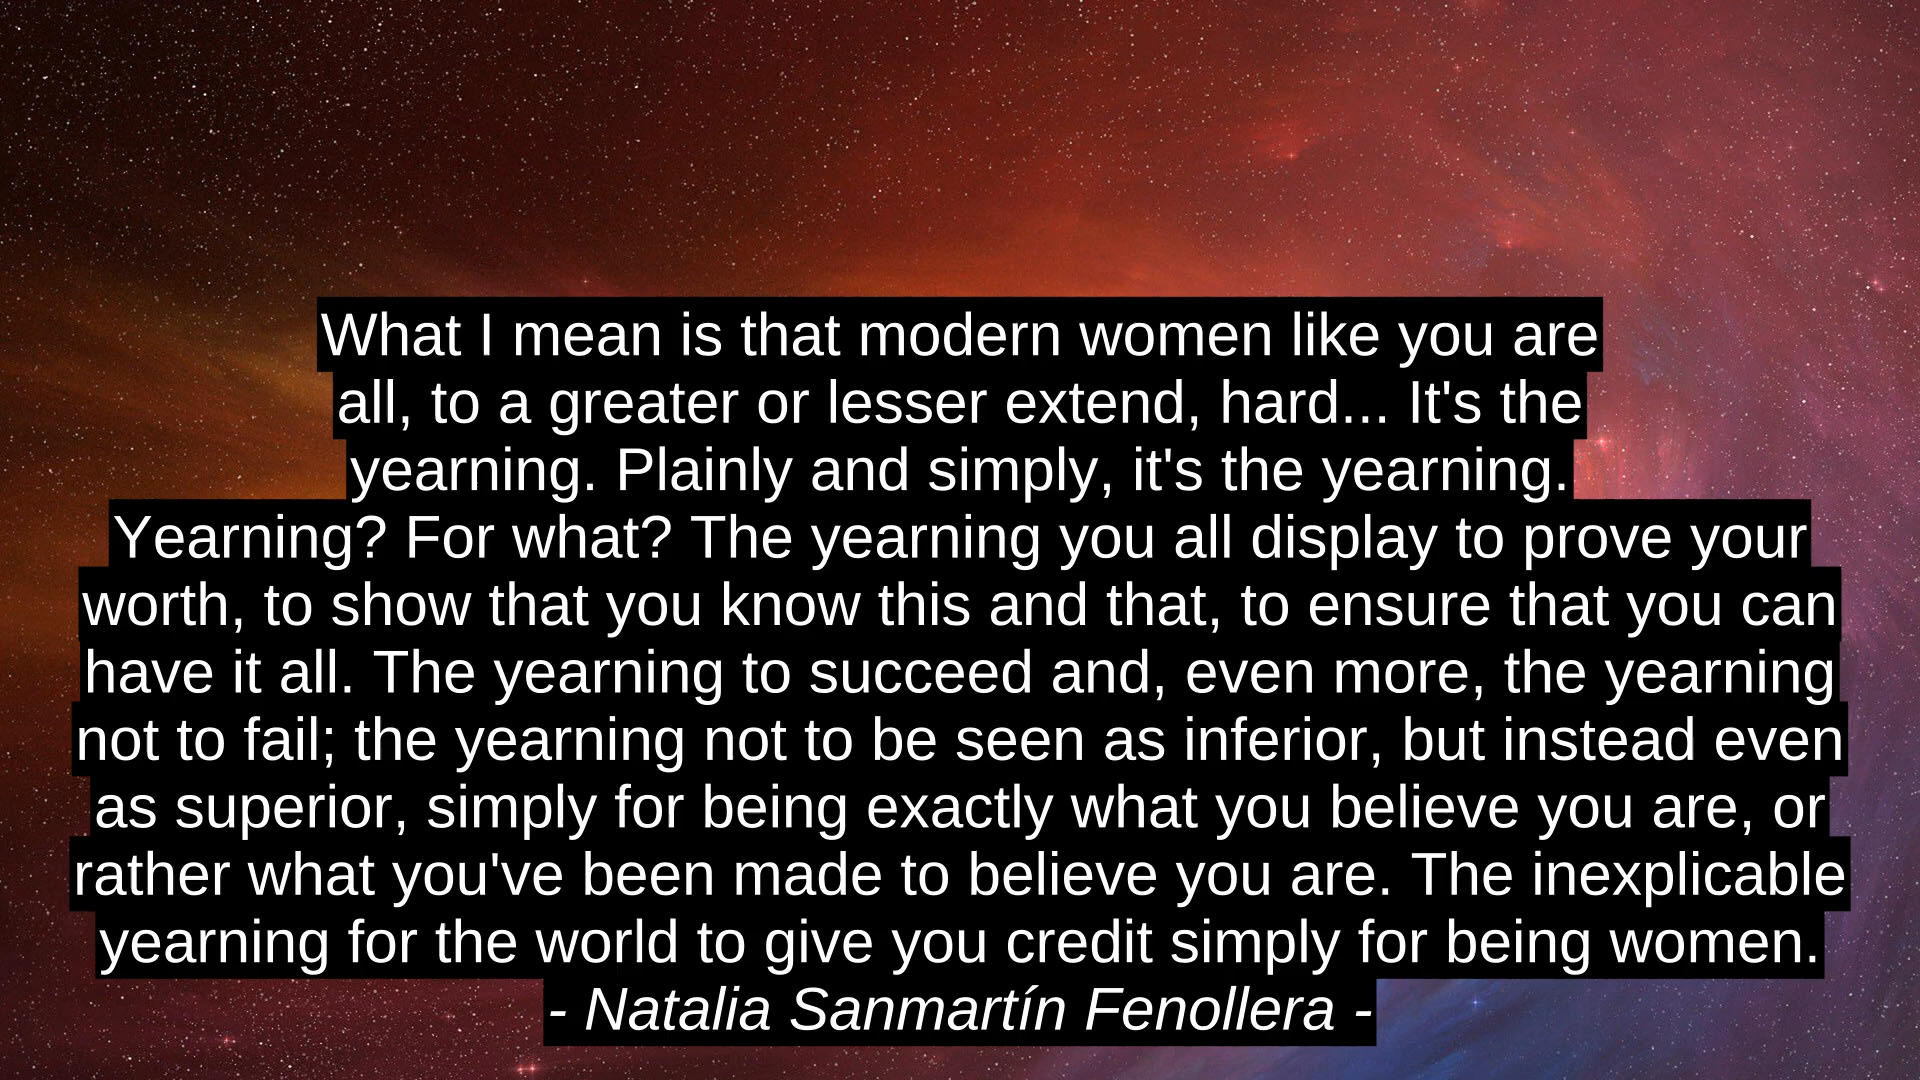 What I mean is that modern women like you are
all, to a greater or lesser extend, hard... It's the
yearning. Plainly and simply, it's the yearning.
Yearning? For what? The yearning you all display to prove your
worth, to show that you know this and that, to ensure that you can
have it all. The yearning to succeed and, even more, the yearning
not to fail; the yearning not to be seen as inferior, but instead even
as superior, simply for being exactly what you believe you are, or
rather what you've been made to believe you are. The inexplicable
yearning for the world to give you credit simply for being women.
- Natalia Sanmartín Fenollera -